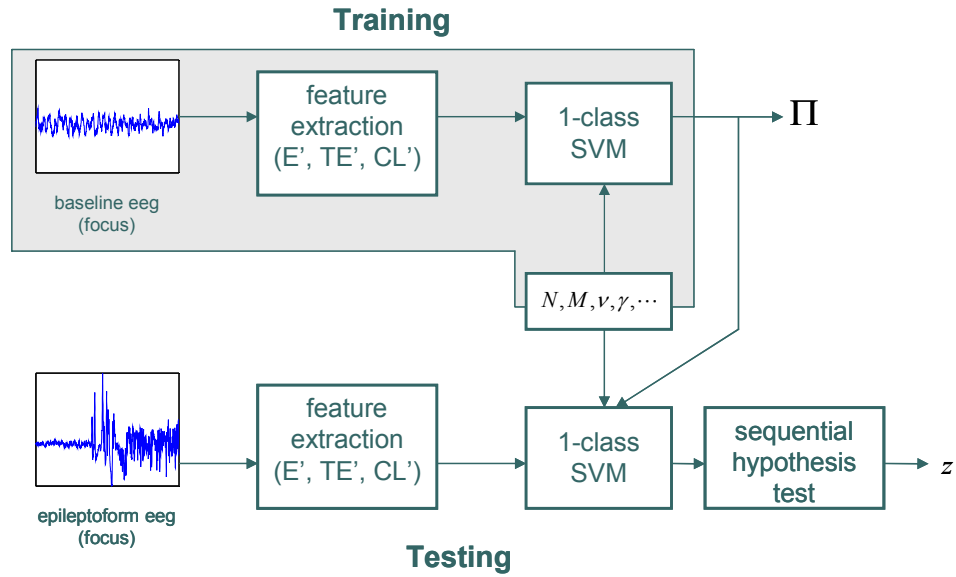 Training
feature
extraction
(E’, TE’, CL’)
1-class
SVM
Π
baseline eeg
(focus)
N, M, ν, γ, ⋯
feature
extraction
(E’, TE’, CL’)
1-class
SVM
sequential
hypothesis
test
z
epileptoform eeg
(focus)
Testing